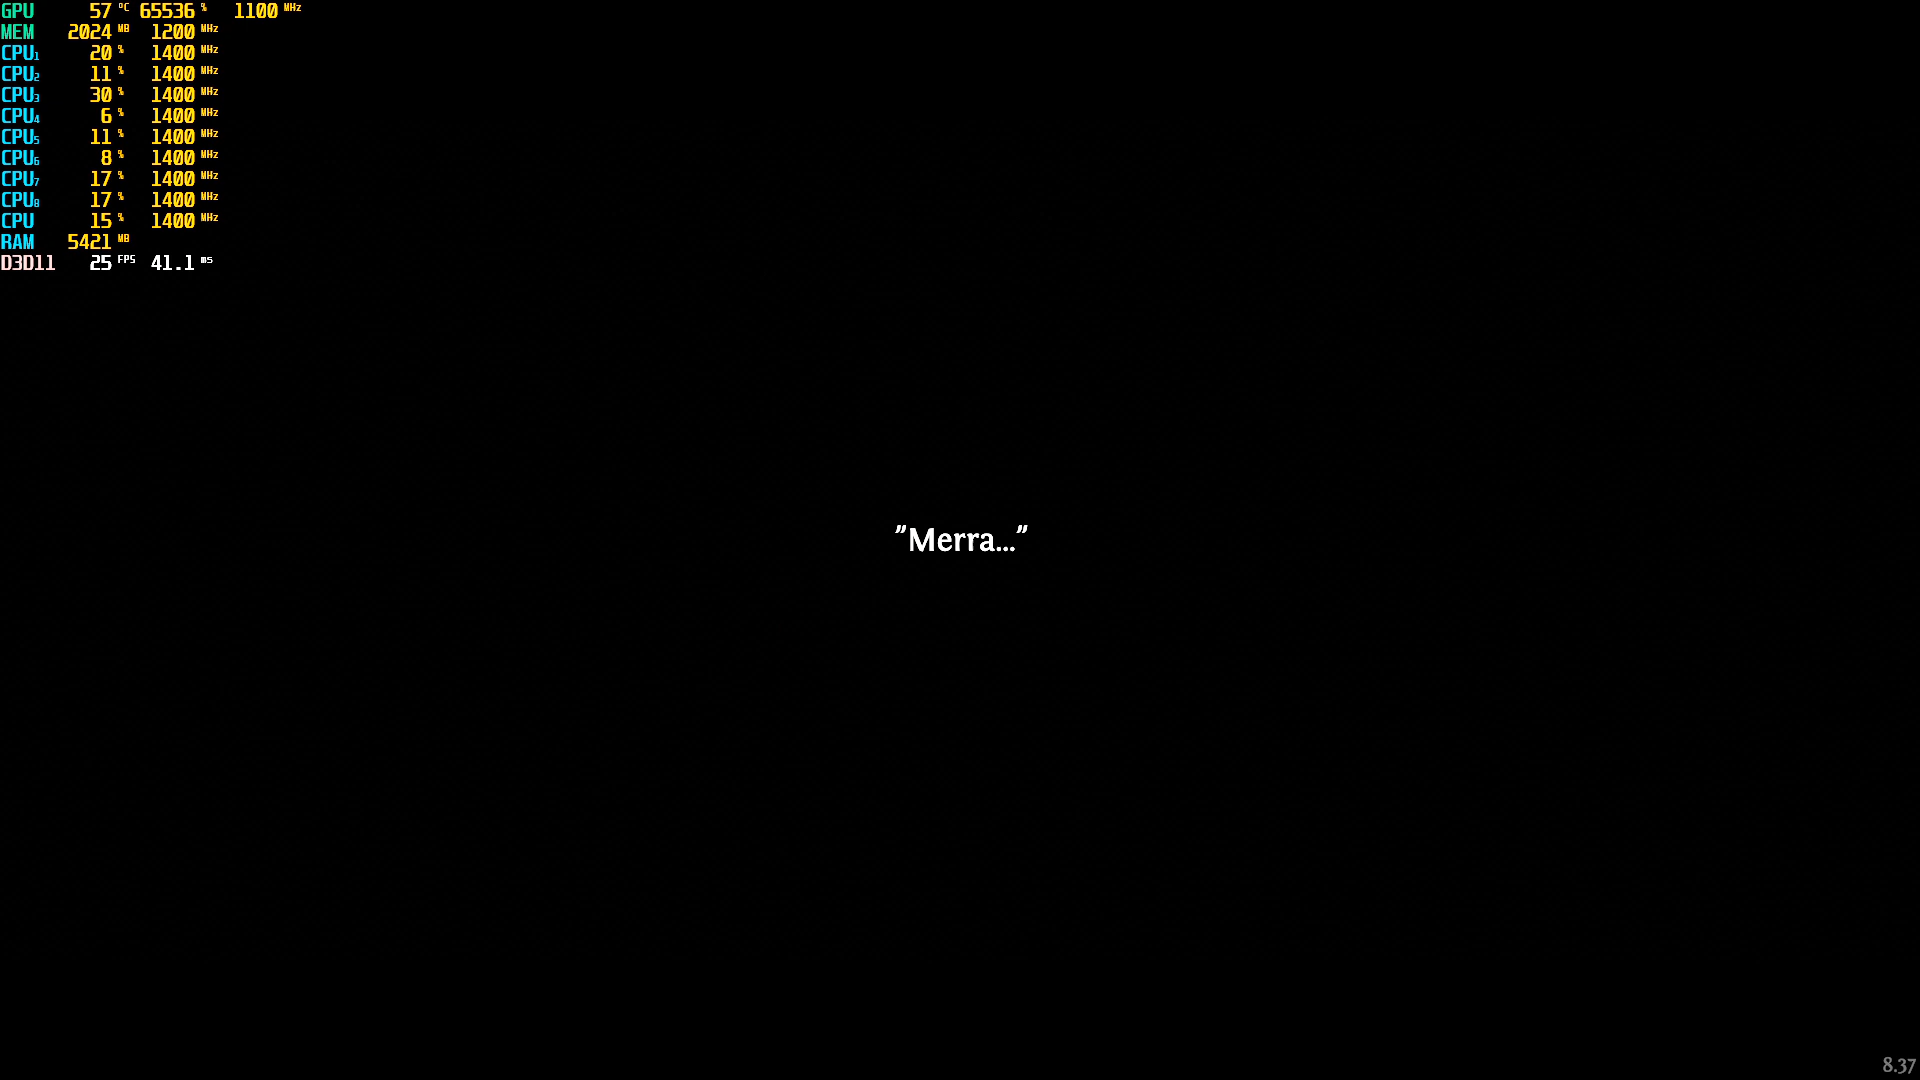 GPU 57 °C 65536 % 1100 MHz
MEM 2024 MB 1200 MHz
CPU1 20 % 1400 MHz
CPU2 11 % 1400 MHz
CPU3 30 % 1400 MHz
CPU4 6 % 1400 MHz
CPU5 11 % 1400 MHz
CPU6 8 % 1400 MHz
CPU7 17 % 1400 MHz
CPU8 17 % 1400 MHz
CPU 15 % 1400 MHz
RAM 5421 MB
D3D11 25 FPS 41.1 ms
"Merra..."
8.37